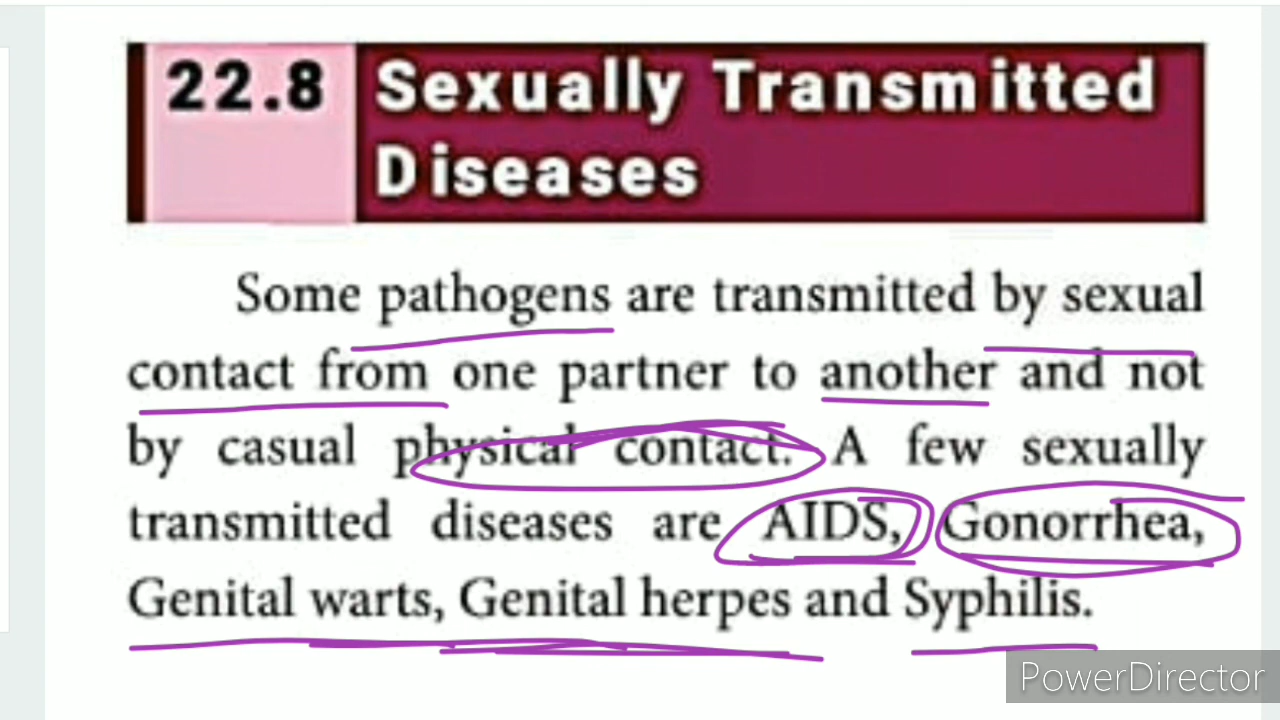 22.8 Sexually Transmitted
Diseases
Some pathogens are transmitted by sexual
contact from one partner to another and not
by casual physical contact. A few sexually
transmitted diseases are AIDS, Gonorrhea,
Genital warts, Genital herpes and Syphilis.
PowerDirector